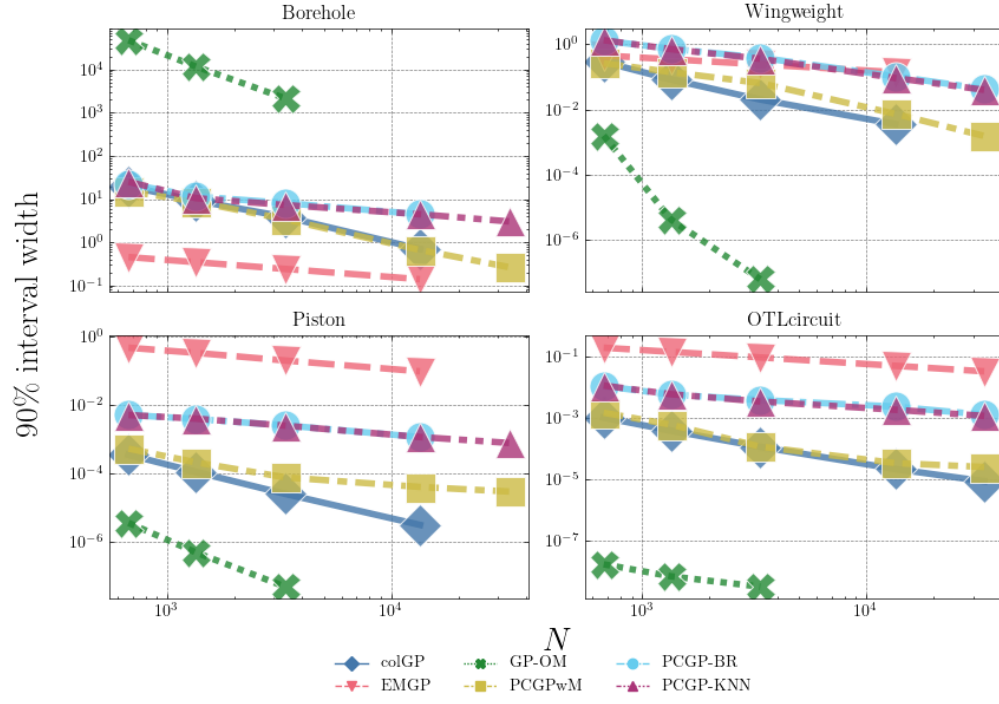 Borehole
Wingweight
10^4
10^3
10^2
10^1
10^0
10^-1
10^0
10^-2
10^-4
10^-6
90% interval width
Piston
OTLcircuit
10^0
10^-2
10^-4
10^-6
10^-1
10^-3
10^-5
10^-7
10^3
10^4
10^3
10^4
N
colGP
GP-OM
PCGP-BR
EMGP
PCGPwM
PCGP-KNN